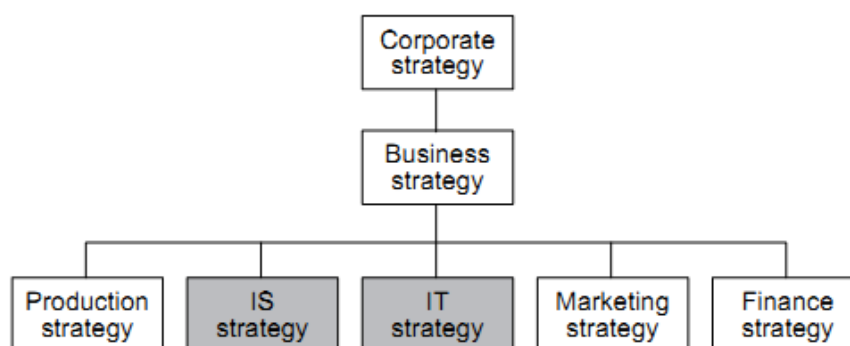 Corporate
strategy
Business
strategy
Production
strategy
IS
strategy
IT
strategy
Marketing
strategy
Finance
strategy